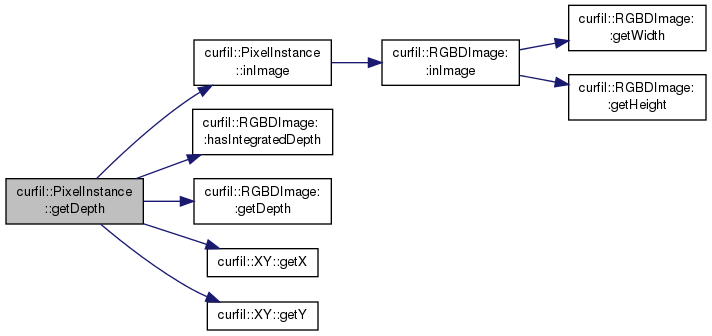 curfil::PixelInstance
::getDepth
curfil::PixelInstance
::inImage
curfil::RGBDImage:
:inImage
curfil::RGBDImage:
:getWidth
curfil::RGBDImage:
:getHeight
curfil::RGBDImage:
:hasIntegratedDepth
curfil::RGBDImage:
:getDepth
curfil::XY::getX
curfil::XY::getY